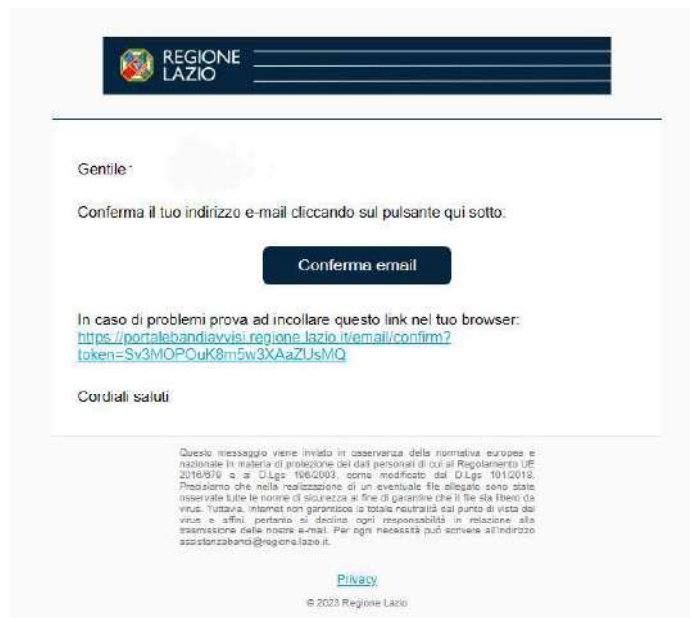 REGIONE
LAZIO
Gentile
Conferma il tuo indirizzo e-mail cliccando sul pulsante qui sotto:
Conferma email
In caso di problemi prova ad incollare questo link nel tuo browser:
https://portalebandiavvisi.regione.lazio.it/email/confirm?
token=Sv3MOPOuK8m5w3XAaZUsMQ
Cordiali saluti
Questo messaggio viene inviato in osservanza della normativa europea e
nazionale in materia di protezione dei dati personali di cui al Regolamento UE
2016/679 e al D.Lgs 196/2003, come modificato dal D.Lgs 101/2018.
Precisiamo che nella realizzazione di un eventuale file allegato sono state
osservate tutte le norme di sicurezza al fine di garantire che il file sia libero da
virus. Tuttavia, internet non garantisce la totale neutralità dal punto di vista dei
virus e affini, pertanto si declina ogni responsabilità in relazione alla
trasmissione delle nostre e-mail. Per ogni necessità può scrivere all'indirizzo
assistenzabandi@regione.lazio.it.
Privacy
© 2023 Regione Lazio